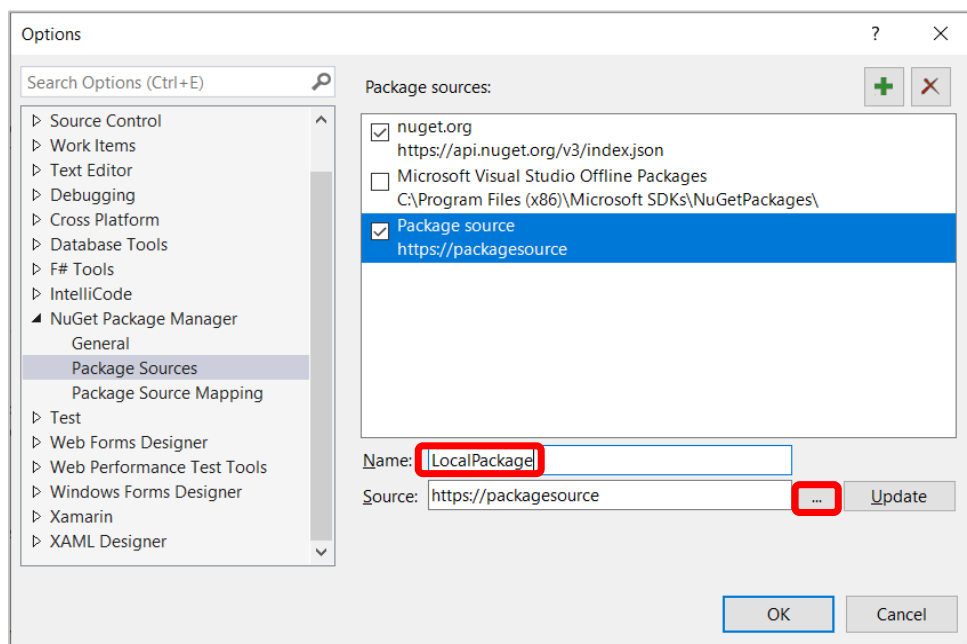 Options
?
Search Options (Ctrl+E)
Package sources:
Source Control
Work Items
Text Editor
Debugging
Cross Platform
Database Tools
F# Tools
IntelliCode
NuGet Package Manager
General
Package Sources
Package Source Mapping
Test
Web Forms Designer
Web Performance Test Tools
Windows Forms Designer
Xamarin
XAML Designer
nuget.org
https://api.nuget.org/v3/index.json
Microsoft Visual Studio Offline Packages
C:\Program Files (x86)\Microsoft SDKs\NuGetPackages\
Package source
https://packagesource
Name: LocalPackage
Source: https://packagesource ... Update
OK Cancel